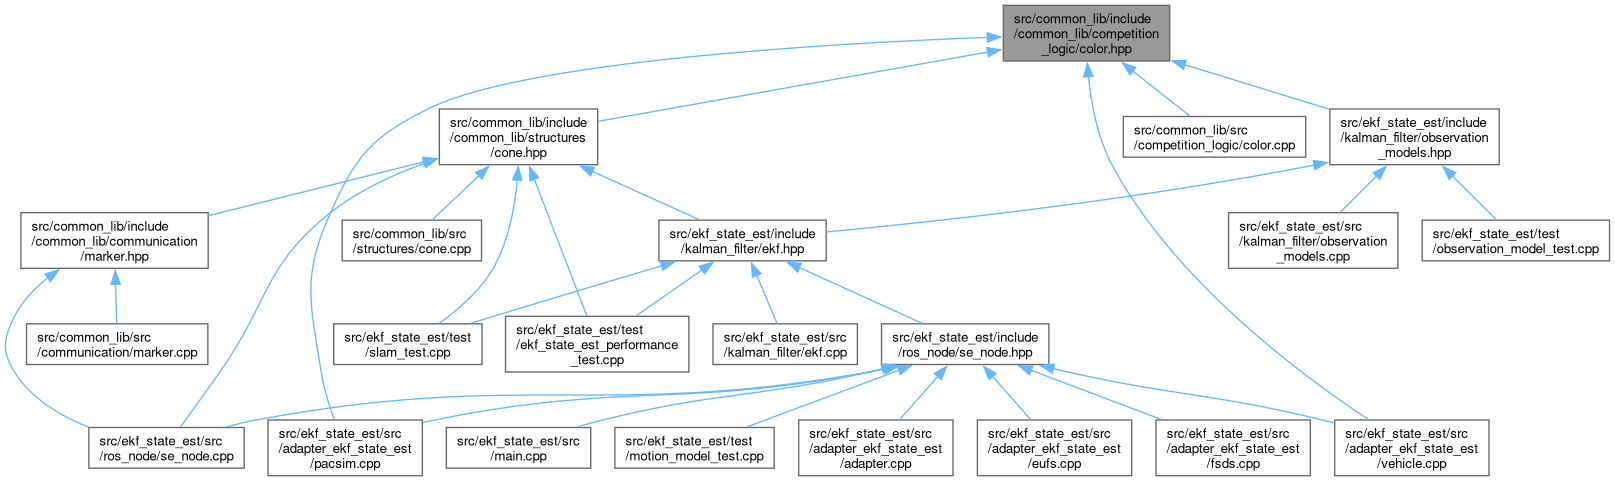 src/common_lib/include
/common_lib/competition
_logic/color.hpp
src/common_lib/include
/common_lib/structures
/cone.hpp
src/common_lib/src
/competition_logic/color.cpp
src/ekf_state_est/include
/kalman_filter/observation
_models.hpp
src/common_lib/include
/common_lib/communication
/marker.hpp
src/common_lib/src
/structures/cone.cpp
src/ekf_state_est/include
/kalman_filter/ekf.hpp
src/ekf_state_est/src
/kalman_filter/observation
_models.cpp
src/ekf_state_est/test
/observation_model_test.cpp
src/common_lib/src
/communication/marker.cpp
src/ekf_state_est/test
/slam_test.cpp
src/ekf_state_est/test
/ekf_state_est_performance
_test.cpp
src/ekf_state_est/src
/kalman_filter/ekf.cpp
src/ekf_state_est/include
/ros_node/se_node.hpp
src/ekf_state_est/src
/ros_node/se_node.cpp
src/ekf_state_est/src
/adapter_ekf_state_est
/pacsim.cpp
src/ekf_state_est/src
/main.cpp
src/ekf_state_est/test
/motion_model_test.cpp
src/ekf_state_est/src
/adapter_ekf_state_est
/adapter.cpp
src/ekf_state_est/src
/adapter_ekf_state_est
/eufs.cpp
src/ekf_state_est/src
/adapter_ekf_state_est
/fsds.cpp
src/ekf_state_est/src
/adapter_ekf_state_est
/vehicle.cpp